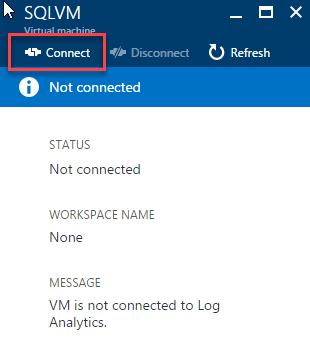 SQLVM
Virtual machine
Connect Disconnect Refresh
Not connected
STATUS
Not connected
WORKSPACE NAME
None
MESSAGE
VM is not connected to Log
Analytics.